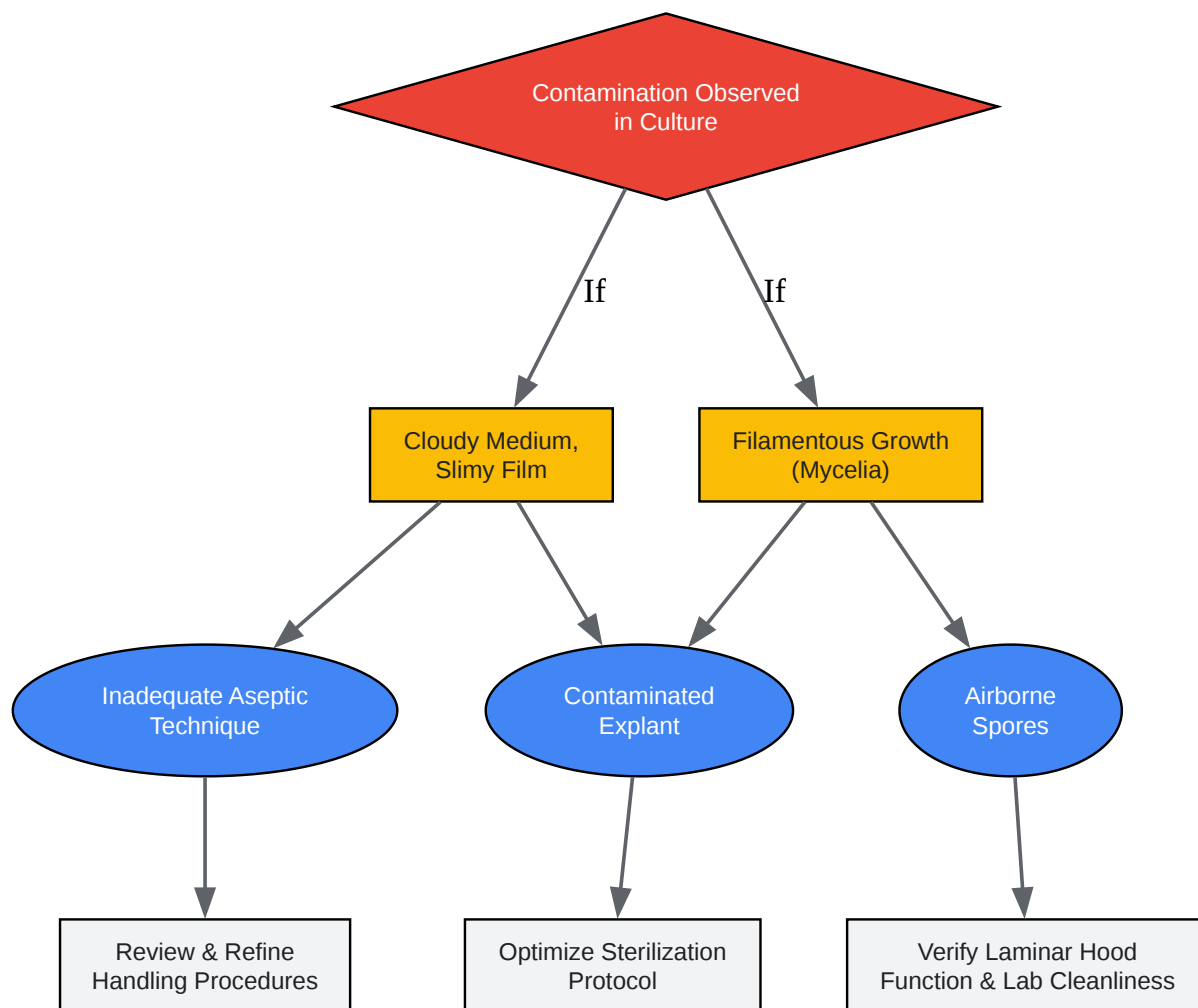 Contamination Observed
in Culture
If
If
Cloudy Medium,
Slimy Film
Filamentous Growth
(Mycelia)
Inadequate Aseptic
Technique
Contaminated
Explant
Airborne
Spores
Review & Refine
Handling Procedures
Optimize Sterilization
Protocol
Verify Laminar Hood
Function & Lab Cleanliness